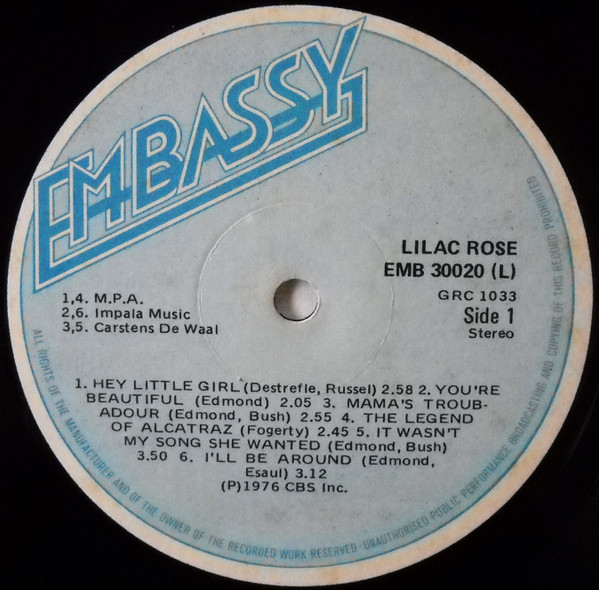 EMBASSY
LILAC ROSE
EMB 30020 (L)
GRC 1033
Side 1
Stereo
1,4. M.P.A.
2,6. Impala Music
3,5. Carstens De Waal
1. HEY LITTLE GIRL (Destrefle, Russel) 2.58 2. YOU'RE
BEAUTIFUL (Edmond) 2.05 3. MAMA'S TROUB-
ADOUR (Edmond, Bush) 2.55 4. THE LEGEND
OF ALCATRAZ (Fogerty) 2.45 5. IT WASN'T
MY SONG SHE WANTED (Edmond, Bush)
3.50 6. I'LL BE AROUND (Edmond,
Esaul) 3.12
(P)1976 CBS Inc.
ALL RIGHTS OF THE MANUFACTURER AND OF THE OWNER OF THE RECORDED WORK RESERVED · UNAUTHORISED PUBLIC PERFORMANCE BROADCASTING AND COPYING OF THIS RECORD PROHIBITED